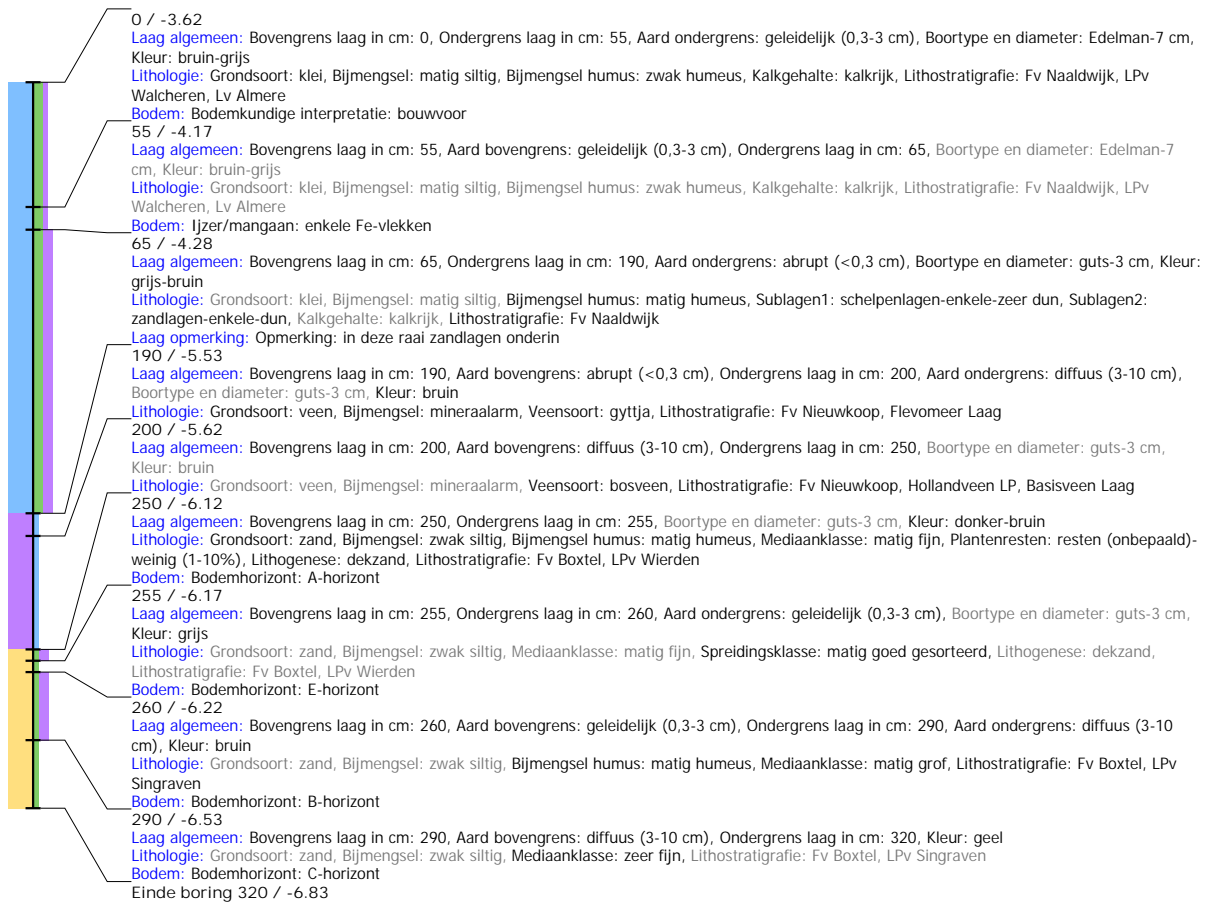 0 / -3.62
Laag algemeen: Bovengrens laag in cm: 0, Ondergrens laag in cm: 55, Aard ondergrens: geleidelijk (0,3-3 cm), Boortype en diameter: Edelman-7 cm,
Kleur: bruin-grijs
Lithologie: Grondsoort: klei, Bijmengsel: matig siltig, Bijmengsel humus: zwak humeus, Kalkgehalte: kalkrijk, Lithostratigrafie: Fv Naaldwijk, LPv
Walcheren, Lv Almere
Bodem: Bodemkundige interpretatie: bouwvoor
55 / -4.17
Laag algemeen: Bovengrens laag in cm: 55, Aard bovengrens: geleidelijk (0,3-3 cm), Ondergrens laag in cm: 65, Boortype en diameter: Edelman-7
cm, Kleur: bruin-grijs
Lithologie: Grondsoort: klei, Bijmengsel: matig siltig, Bijmengsel humus: zwak humeus, Kalkgehalte: kalkrijk, Lithostratigrafie: Fv Naaldwijk, LPv
Walcheren, Lv Almere
Bodem: Ijzer/mangaan: enkele Fe-vlekken
65 / -4.28
Laag algemeen: Bovengrens laag in cm: 65, Ondergrens laag in cm: 190, Aard ondergrens: abrupt (<0,3 cm), Boortype en diameter: guts-3 cm, Kleur:
grijs-bruin
Lithologie: Grondsoort: klei, Bijmengsel: matig siltig, Bijmengsel humus: matig humeus, Sublagen1: schelpenlagen-enkele-zeer dun, Sublagen2:
zandlagen-enkele-dun, Kalkgehalte: kalkrijk, Lithostratigrafie: Fv Naaldwijk
Laag opmerking: Opmerking: in deze raai zandlagen onderin
190 / -5.53
Laag algemeen: Bovengrens laag in cm: 190, Aard bovengrens: abrupt (<0,3 cm), Ondergrens laag in cm: 200, Aard ondergrens: diffuus (3-10 cm),
Boortype en diameter: guts-3 cm, Kleur: bruin
Lithologie: Grondsoort: veen, Bijmengsel: mineraalarm, Veensoort: gyttja, Lithostratigrafie: Fv Nieuwkoop, Flevomeer Laag
200 / -5.62
Laag algemeen: Bovengrens laag in cm: 200, Aard bovengrens: diffuus (3-10 cm), Ondergrens laag in cm: 250, Boortype en diameter: guts-3 cm,
Kleur: bruin
Lithologie: Grondsoort: veen, Bijmengsel: mineraalarm, Veensoort: bosveen, Lithostratigrafie: Fv Nieuwkoop, Hollandveen LP, Basisveen Laag
250 / -6.12
Laag algemeen: Bovengrens laag in cm: 250, Ondergrens laag in cm: 255, Boortype en diameter: guts-3 cm, Kleur: donker-bruin
Lithologie: Grondsoort: zand, Bijmengsel: zwak siltig, Bijmengsel humus: matig humeus, Mediaanklasse: matig fijn, Plantenresten: resten (onbepaald)-
weinig (1-10%), Lithogenese: dekzand, Lithostratigrafie: Fv Boxtel, LPv Wierden
Bodem: Bodemhorizont: A-horizont
255 / -6.17
Laag algemeen: Bovengrens laag in cm: 255, Ondergrens laag in cm: 260, Aard ondergrens: geleidelijk (0,3-3 cm), Boortype en diameter: guts-3 cm,
Kleur: grijs
Lithologie: Grondsoort: zand, Bijmengsel: zwak siltig, Mediaanklasse: matig fijn, Spreidingsklasse: matig goed gesorteerd, Lithogenese: dekzand,
Lithostratigrafie: Fv Boxtel, LPv Wierden
Bodem: Bodemhorizont: E-horizont
260 / -6.22
Laag algemeen: Bovengrens laag in cm: 260, Aard bovengrens: geleidelijk (0,3-3 cm), Ondergrens laag in cm: 290, Aard ondergrens: diffuus (3-10
cm), Kleur: bruin
Lithologie: Grondsoort: zand, Bijmengsel: zwak siltig, Bijmengsel humus: matig humeus, Mediaanklasse: matig grof, Lithostratigrafie: Fv Boxtel, LPv
Singraven
Bodem: Bodemhorizont: B-horizont
290 / -6.53
Laag algemeen: Bovengrens laag in cm: 290, Aard bovengrens: diffuus (3-10 cm), Ondergrens laag in cm: 320, Kleur: geel
Lithologie: Grondsoort: zand, Bijmengsel: zwak siltig, Mediaanklasse: zeer fijn, Lithostratigrafie: Fv Boxtel, LPv Singraven
Bodem: Bodemhorizont: C-horizont
Einde boring 320 / -6.83